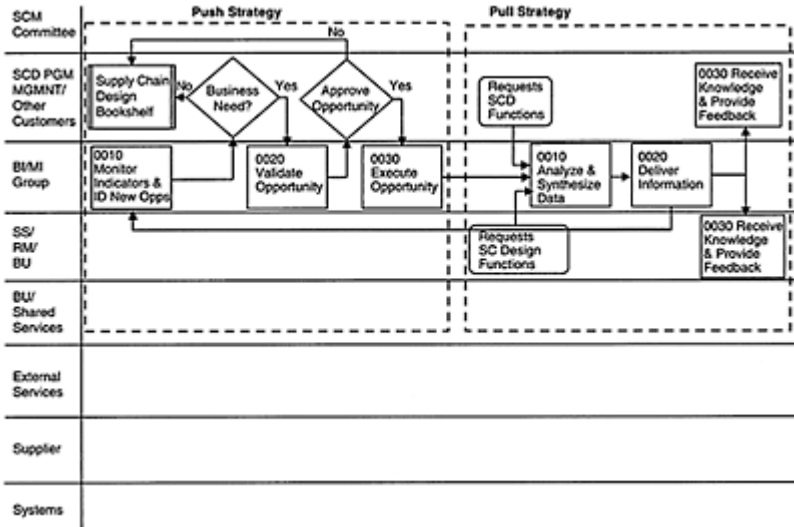 SCM
Committee
Push Strategy
Pull Strategy
No
SCD PGM
MGMNT/
Other
Customers
Supply Chain
Design
Bookshelf
No
Business
Need?
Yes
Approve
Opportunity
Yes
Requests
SCD
Functions
0030 Receive
Knowledge
& Provide
Feedback
BI/MI
Group
0010
Monitor
Indicators &
ID New Opps
0020
Validate
Opportunity
0030
Execute
Opportunity
0010
Analyze &
Synthesize
Data
0020
Deliver
Information
SS/
RM/
BU
Requests
SC Design
Functions
0030 Receive
Knowledge
& Provide
Feedback
BU/
Shared
Services
External
Services
Supplier
Systems